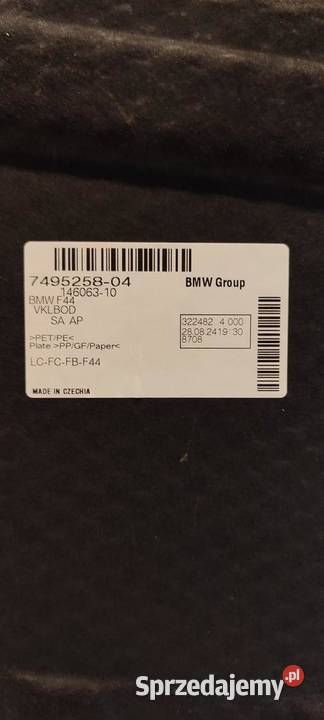 7495258-04
BMW Group
146063-10
BMW F44
VKLBOD
SA AP
322482 4 000
28.08.2419:30
8708
>PET/PE<
Plate >PP/GF/Paper<
LC-FC-FB-F44
MADE IN CZECHIA
Sprzedajemy.pl